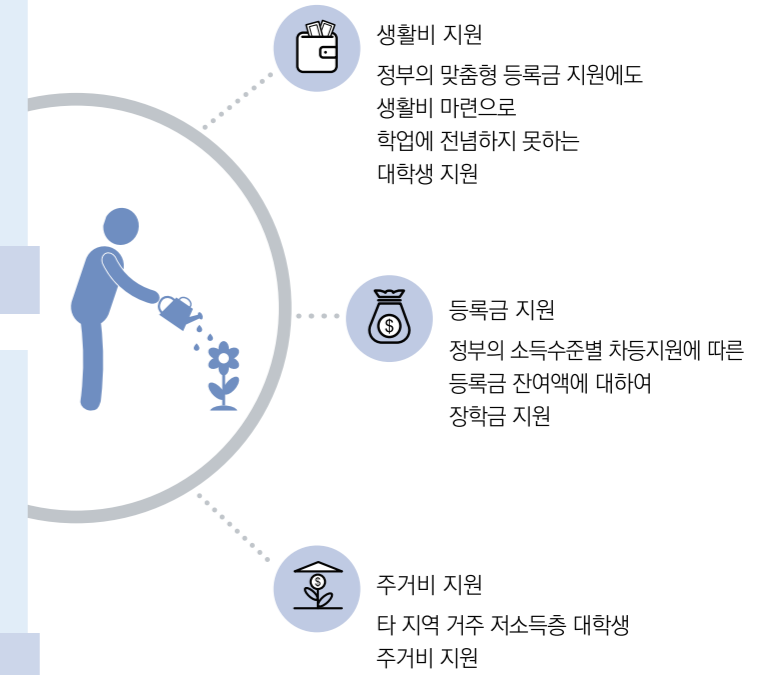 생활비 지원
정부의 맞춤형 등록금 지원에도
생활비 마련으로
학업에 전념하지 못하는
대학생 지원
$
등록금 지원
정부의 소득수준별 차등지원에 따른
등록금 잔여액에 대하여
장학금 지원
$
주거비 지원
타 지역 거주 저소득층 대학생
주거비 지원